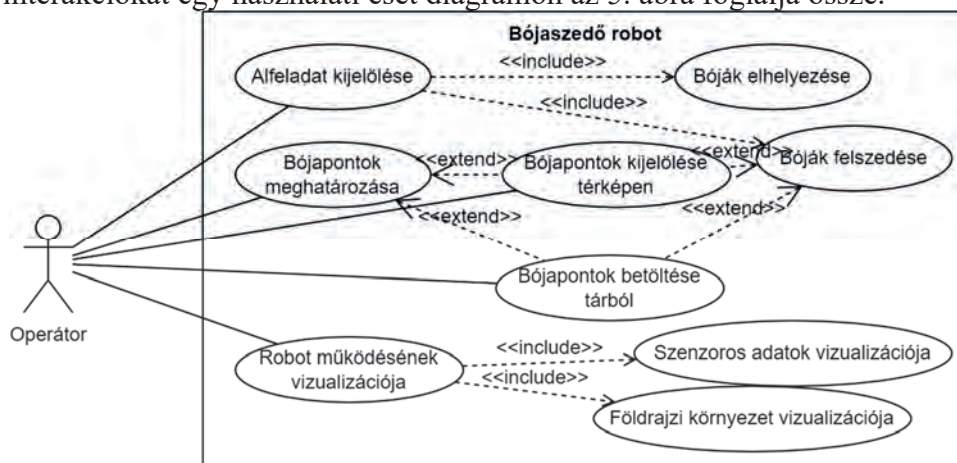 interakciókat egy használati eset diagramon az 5. ábra foglalja össze.
Bójaszedő robot
Alfeladat kijelölése
<<include>>
Bóják elhelyezése
<<include>>
Bójapontok
meghatározása
<<extend>>
Bójapontok kijelölése
térképen
<<extend>>
Bóják felszedése
<<extend>>
<<extend>>
Bójapontok betöltése
tárból
Operátor
Robot működésének
vizualizációja
<<include>>
Szenzoros adatok vizualizációja
<<include>>
Földrajzi környezet vizualizációja